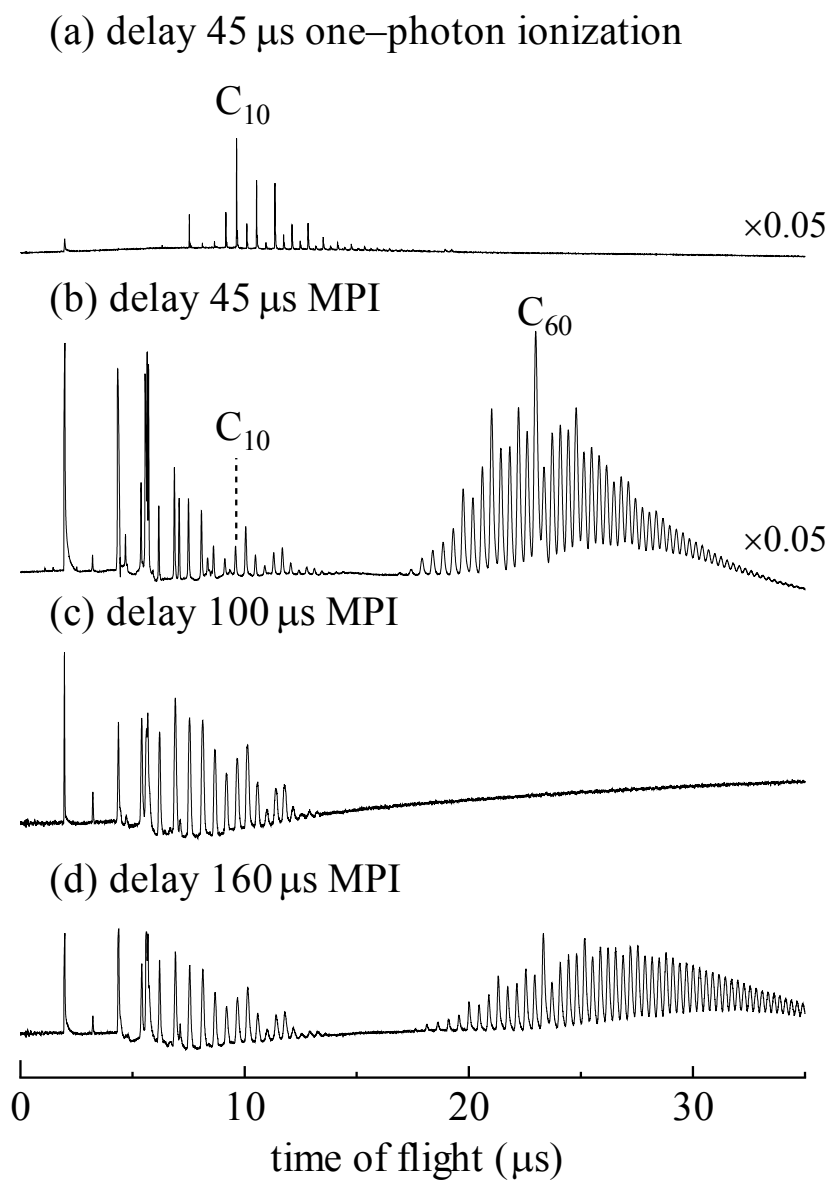 (a) delay 45 μs one–photon ionization
C10
×0.05
(b) delay 45 μs MPI
C60
C10
×0.05
(c) delay 100 μs MPI
(d) delay 160 μs MPI
0 10 20 30
time of flight (μs)